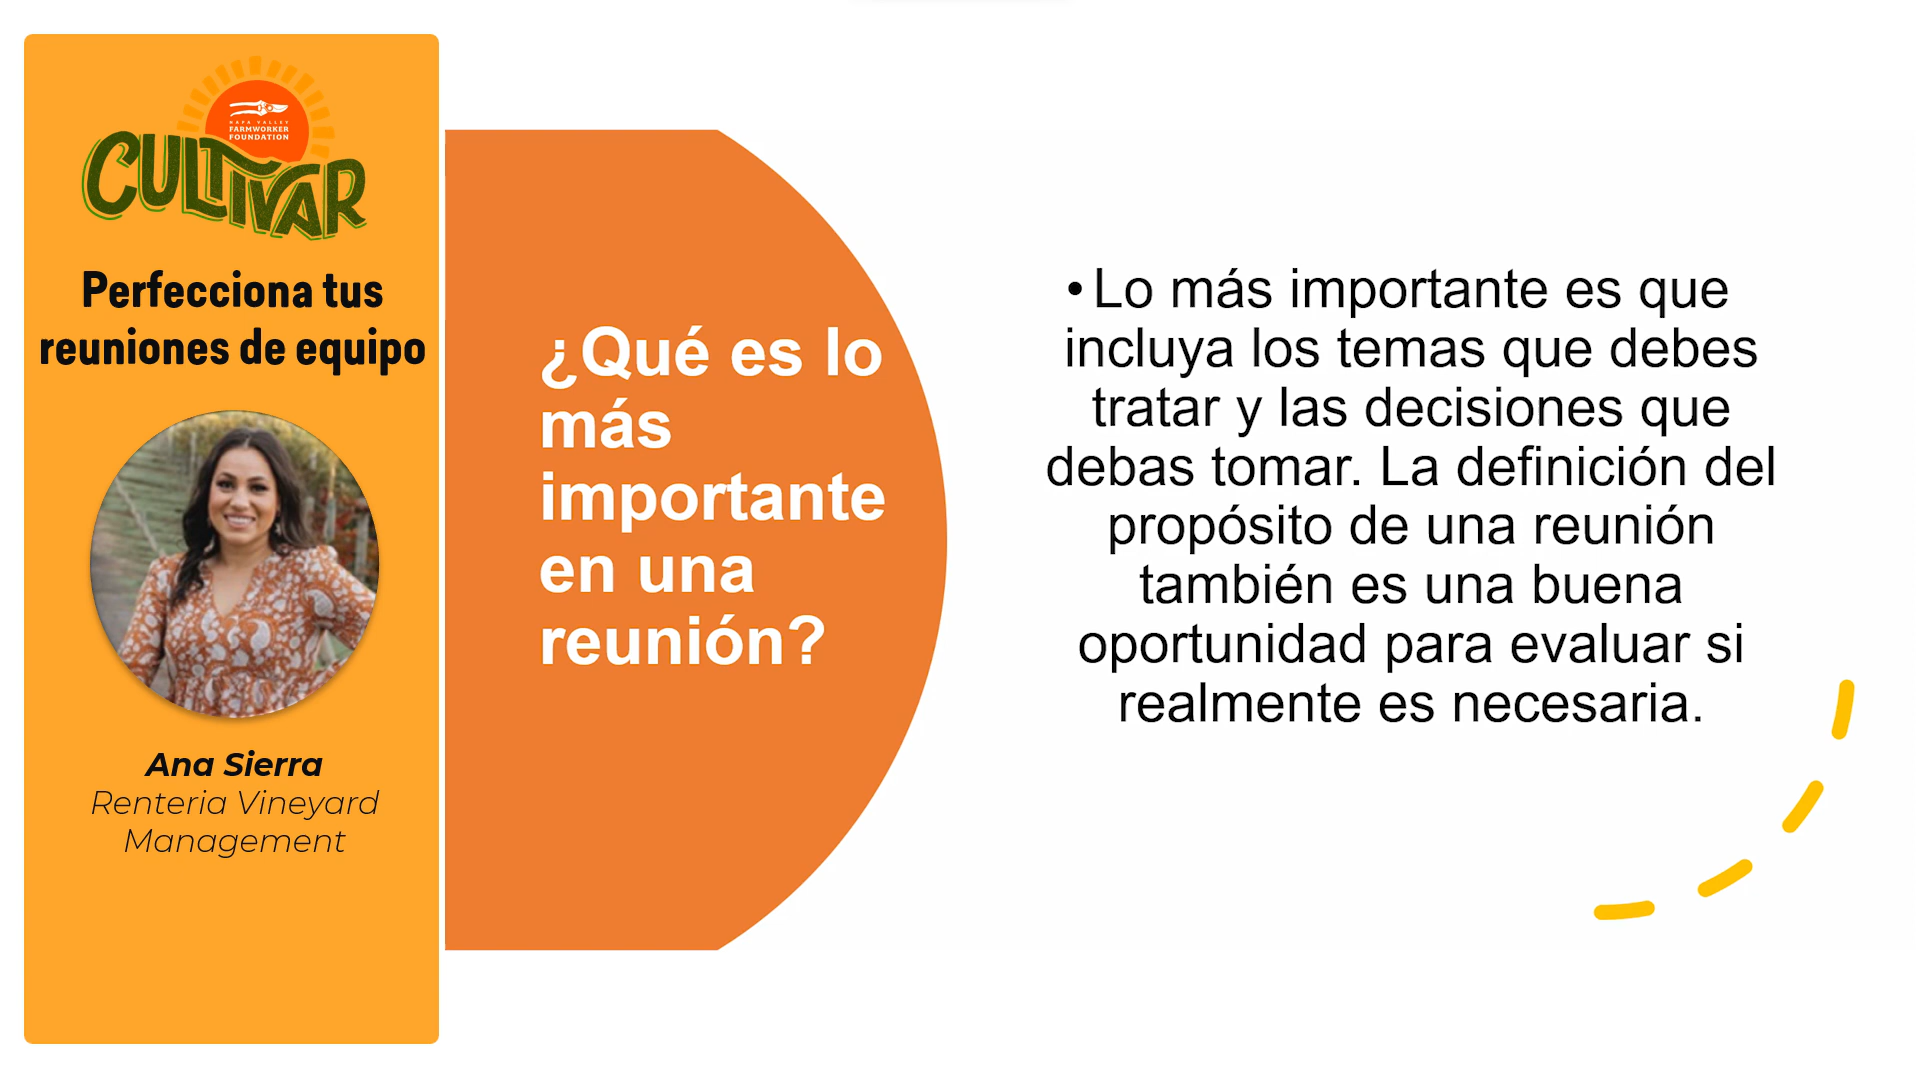 NAPA VALLEY
FARMWORKER
FOUNDATION
CULTIVAR
Perfecciona tus
reuniones de equipo
Ana Sierra
Renteria Vineyard
Management
¿Qué es lo
más
importante
en una
reunión?
•Lo más importante es que
incluya los temas que debes
tratar y las decisiones que
debas tomar. La definición del
propósito de una reunión
también es una buena
oportunidad para evaluar si
realmente es necesaria.